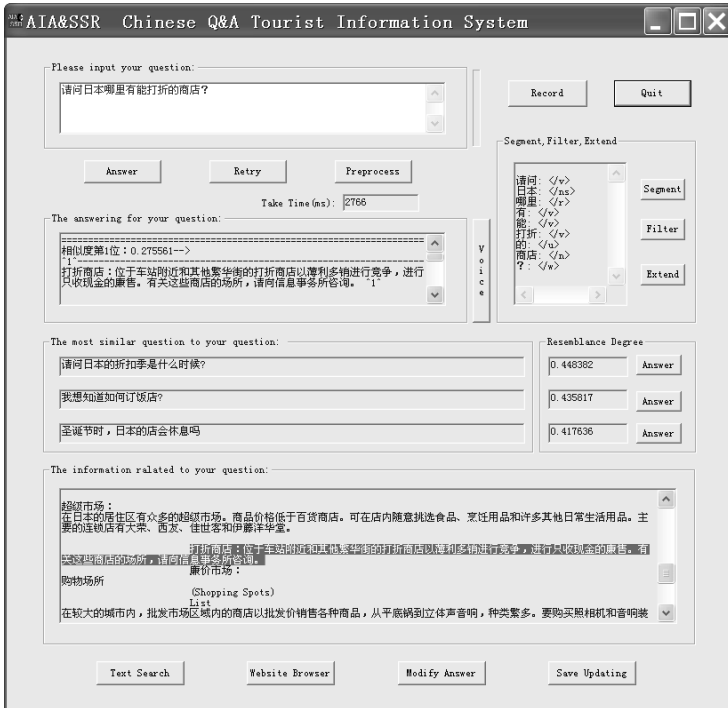 AIA&SSR Chinese Q&A Tourist Information System
Please input your question:
请问日本哪里有能打折的商店?
Record
Quit
Answer
Retry
Preprocess
Take Time(ms):
2766
Segment,Filter,Extend
请问: </v>
日本: </ns>
哪里: </r>
有: </v>
能: </v>
打折: </v>
的: </u>
商店: </n>
?: </w>
Segment
Filter
Extend
The answering for your question:
相似度第1位:0.275561-->
^1^
打折商店:位于车站附近和其他繁华街的打折商店以薄利多销进行竞争,进行
只收现金的廉售。有关这些商店的场所,请向信息事务所咨询。 ^1^
Voice
The most similar question to your question:
请问日本的折扣季是什么时候?
我想知道如何订饭店?
圣诞节时,日本的店会休息吗
Resemblance Degree
0.448382
Answer
0.435817
Answer
0.417636
Answer
The information ralated to your question:
超级市场:
在日本的居住区有众多的超级市场。商品价格低于百货商店。可在店内随意挑选食品、烹饪用品和许多其他日常生活用品。主
要的连锁店有大荣、西友、佳世客和伊藤洋华堂。
打折商店:位于车站附近和其他繁华街的打折商店以薄利多销进行竞争,进行只收现金的廉售。有
关这些商店的场所,请向信息事务所咨询。
廉价市场:
购物场所
(Shopping Spots)
List
在较大的城市内,批发市场区域内的商店以批发价销售各种商品,从平底锅到立体声音响,种类繁多。要购买照相机和音响装
Text Search
Website Browser
Modify Answer
Save Updating